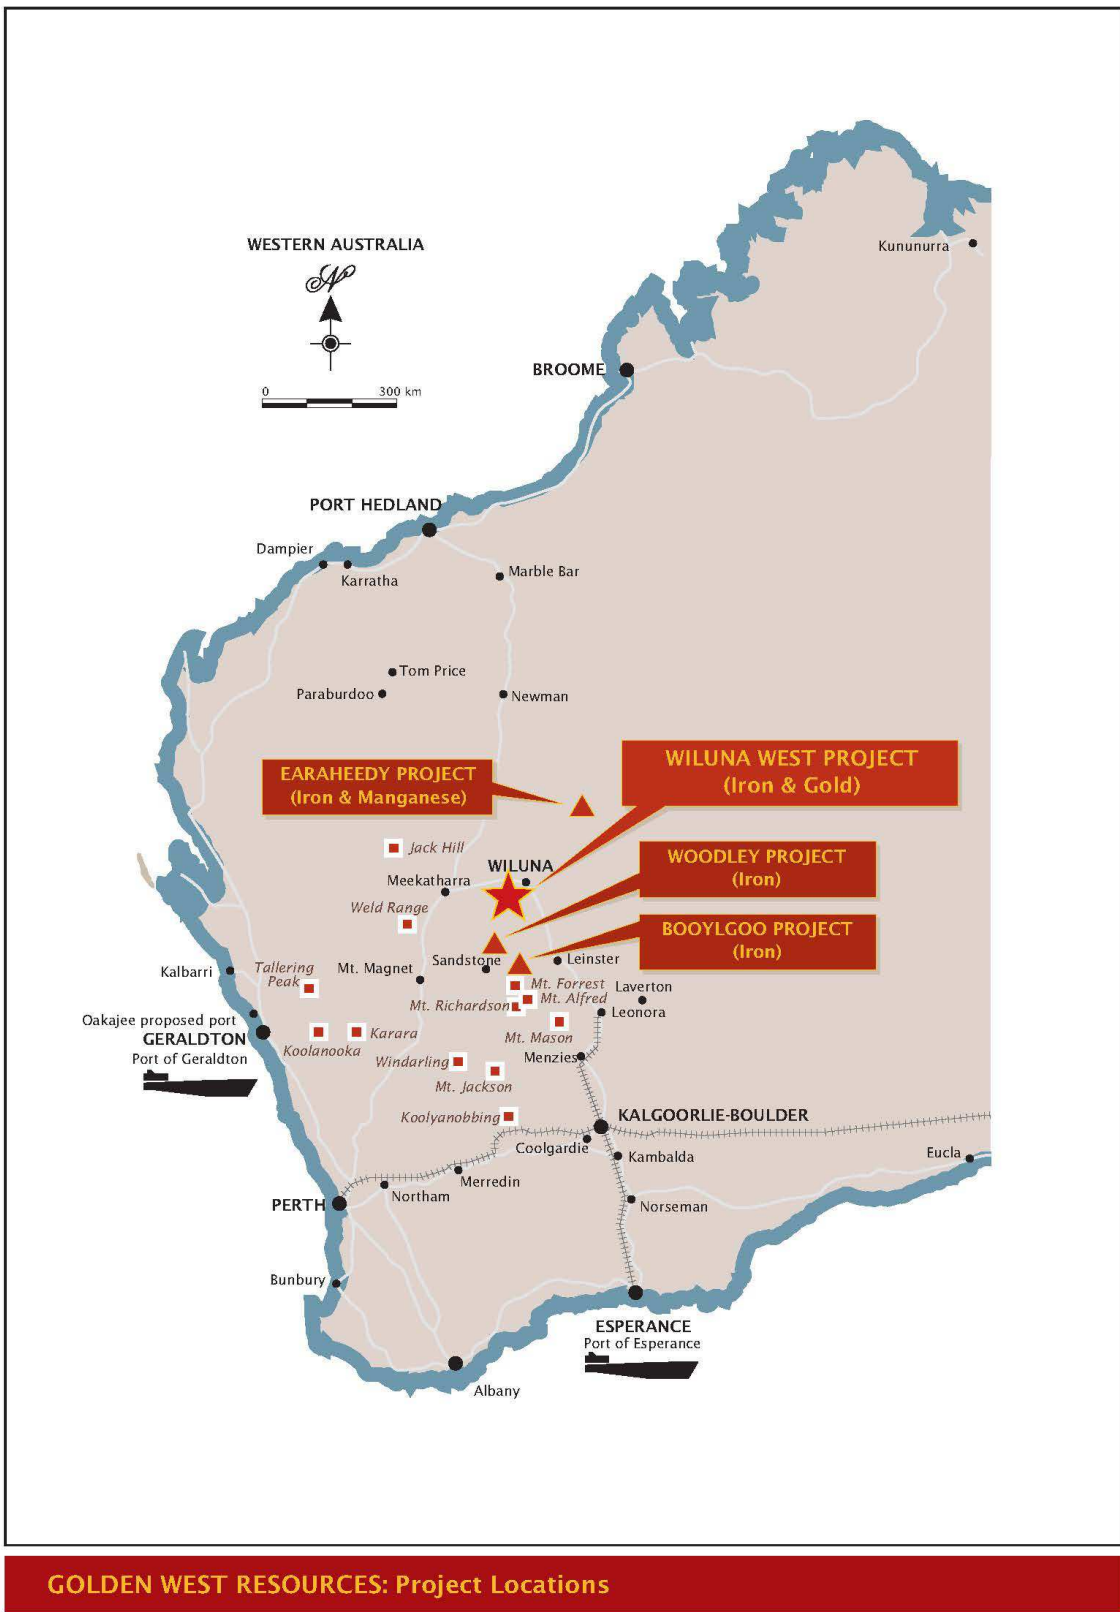 WESTERN AUSTRALIA
N
0 300 km
Kununurra
BROOME
PORT HEDLAND
Dampier
Karratha
Marble Bar
Tom Price
Paraburdoo
Newman
WILUNA WEST PROJECT
(Iron & Gold)
EARAHEEDY PROJECT
(Iron & Manganese)
Jack Hill
WILUNA
WOODLEY PROJECT
(Iron)
Meekatharra
Weld Range
BOOYLGOO PROJECT
(Iron)
Sandstone
Leinster
Mt. Magnet
Kalbarri
Tallering
Peak
Mt. Forrest
Laverton
Mt. Alfred
Mt. Richardson
Leonora
Oakajee proposed port
GERALDTON
Port of Geraldton
Koolanooka
Karara
Mt. Mason
Windarling
Menzies
Mt. Jackson
Koolyanobbing
KALGOORLIE-BOULDER
Coolgardie
Kambalda
Eucla
Merredin
Northam
PERTH
Norseman
Bunbury
ESPERANCE
Port of Esperance
Albany
GOLDEN WEST RESOURCES: Project Locations